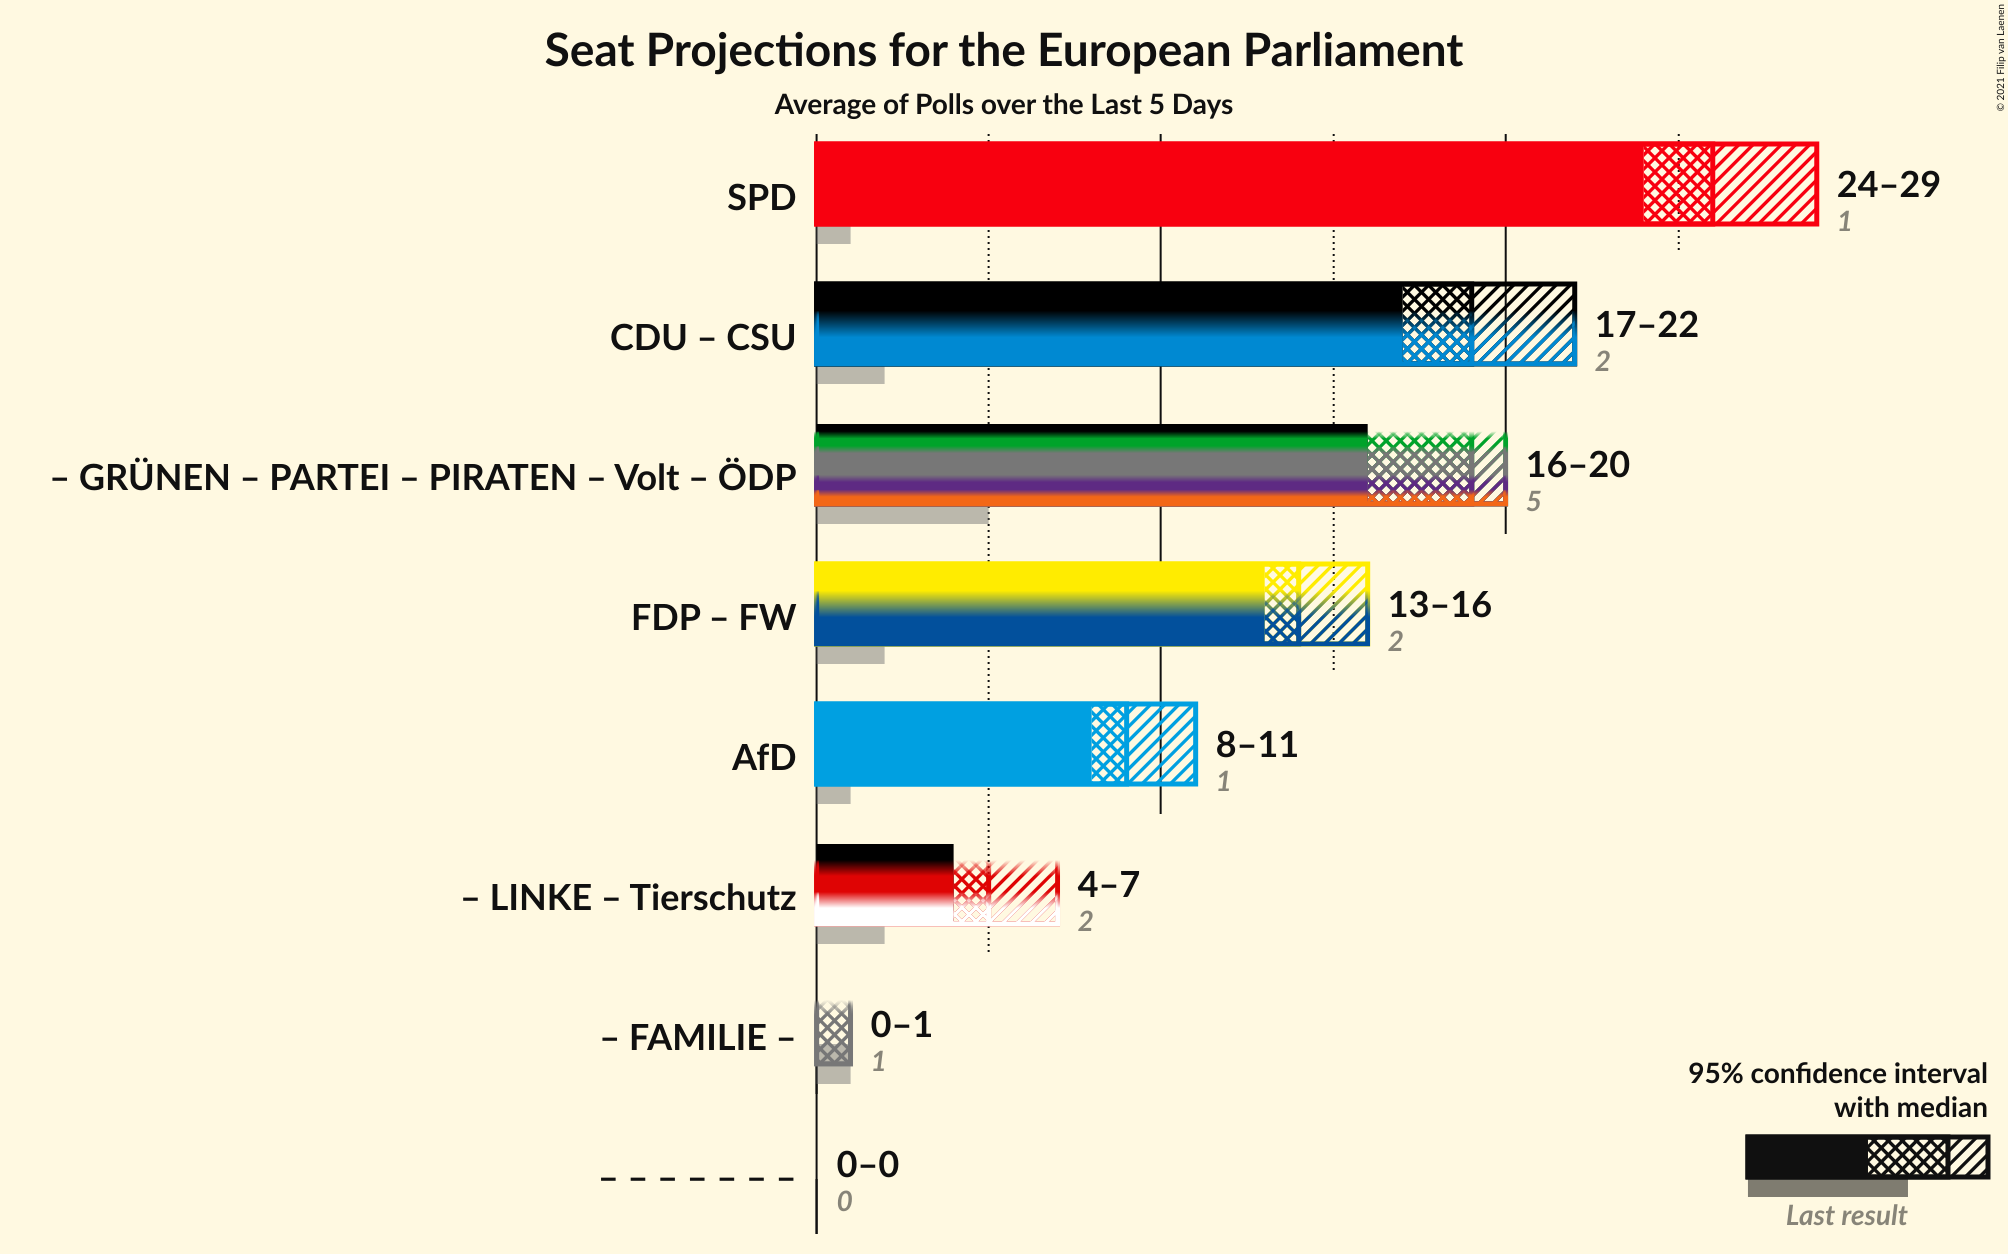 Seat Projections for the European Parliament
Average of Polls over the Last 5 Days
© 2021 Filip van Laenen
SPD
24–29
1
CDU – CSU
17–22
2
– GRÜNEN – PARTEI – PIRATEN – Volt – ÖDP
16–20
5
FDP – FW
13–16
2
AfD
8–11
1
– LINKE – Tierschutz
4–7
2
– FAMILIE –
0–1
1
– – – – – – –
0–0
0
95% confidence interval
with median
Last result